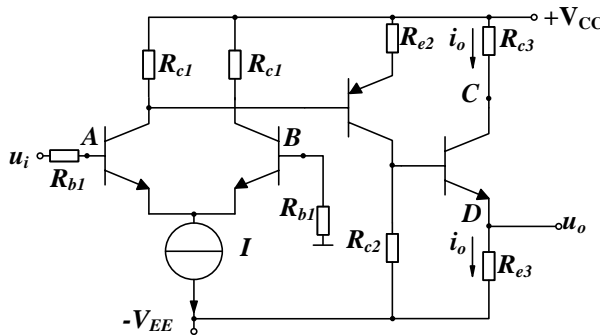 +V_CC
R_e2
i_o
R_c3
R_c1
R_c1
C
A
B
u_i
R_b1
R_b1
D
u_o
I
R_c2
i_o
R_e3
-V_EE